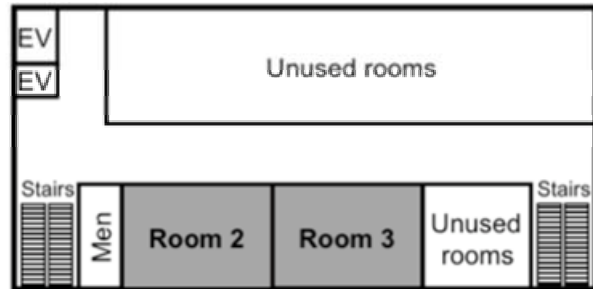 EV
EV
Unused rooms
Stairs
Stairs
Men
Room 2
Room 3
Unused
rooms